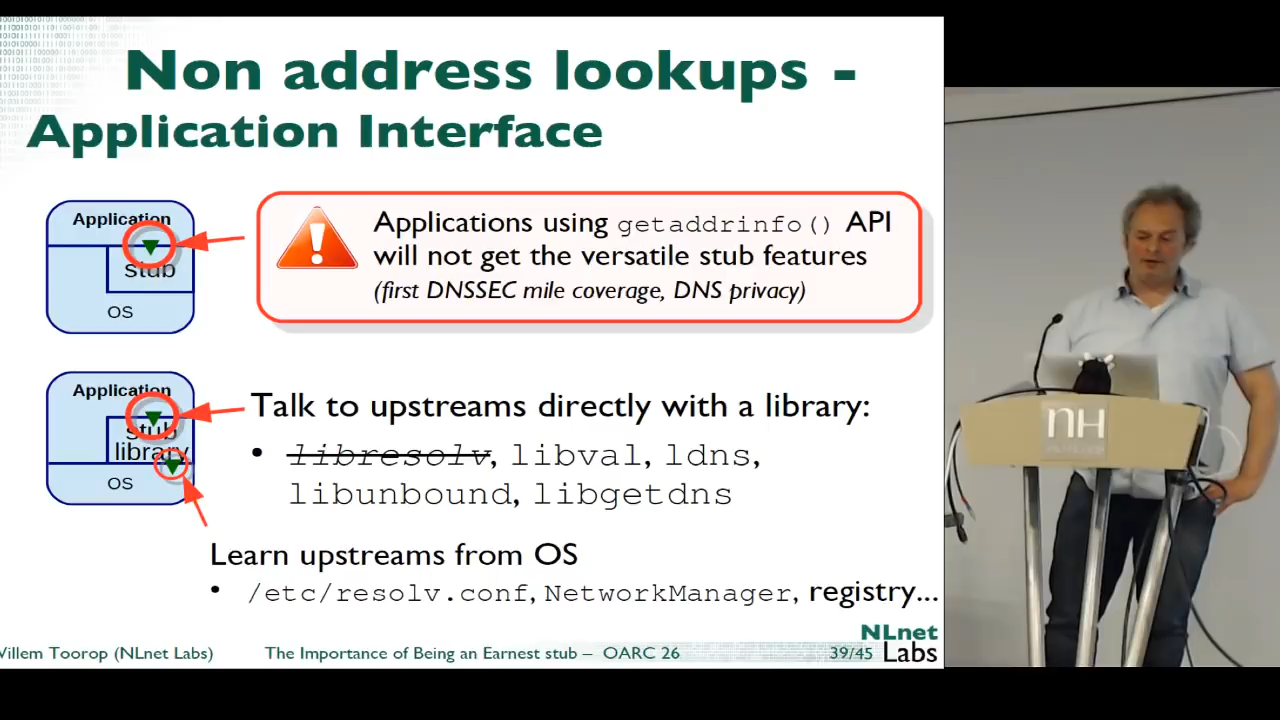 Non address lookups -
Application Interface
Application
stub
OS
Applications using getaddrinfo() API
will not get the versatile stub features
(first DNSSEC mile coverage, DNS privacy)
Application
stub
library
OS
Talk to upstreams directly with a library:
• libresolv, libval, ldns,
libunbound, libgetdns
Learn upstreams from OS
• /etc/resolv.conf, NetworkManager, registry...
NLnet
Labs
Willem Toorop (NLnet Labs)
The Importance of Being an Earnest stub – OARC 26
39/45
nH